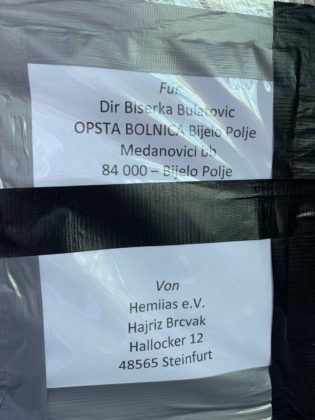 Für
Dir Biserka Bulatovic
OPSTA BOLNICA Bijelo Polje
Medanovici bb
84 000 – Bijelo Polje
Von
Hemiias e.V.
Hajriz Brcvak
Hallocker 12
48565 Steinfurt